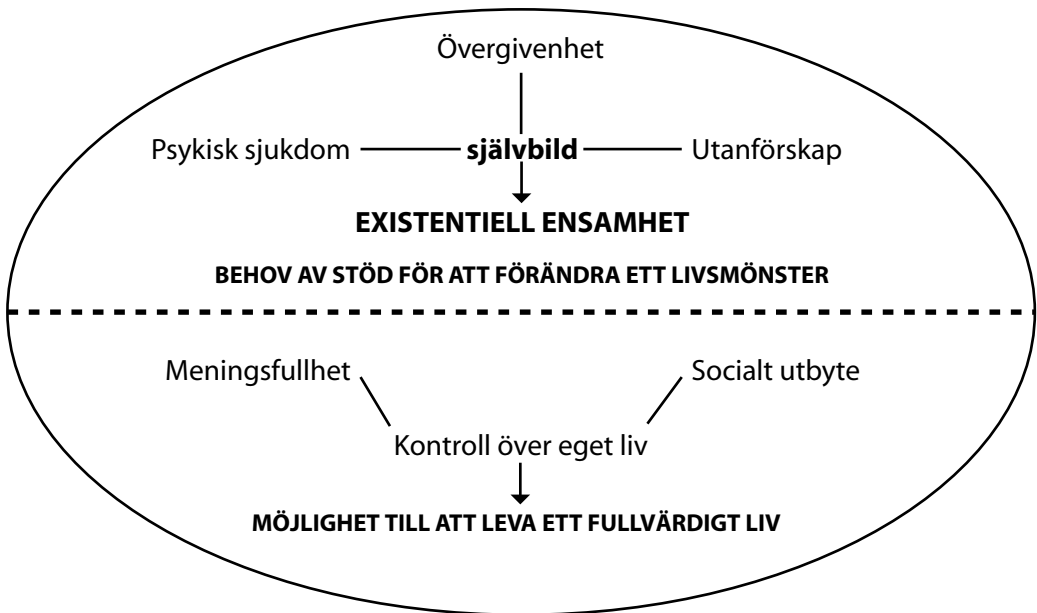 Övergivenhet
Psykisk sjukdom självbild Utanförskap
EXISTENTIELL ENSAMHET
BEHOV AV STÖD FÖR ATT FÖRÄNDRA ETT LIVSMÖNSTER
Meningsfullhet Socialt utbyte
Kontroll över eget liv
MÖJLIGHET TILL ATT LEVA ETT FULLVÄRDIGT LIV